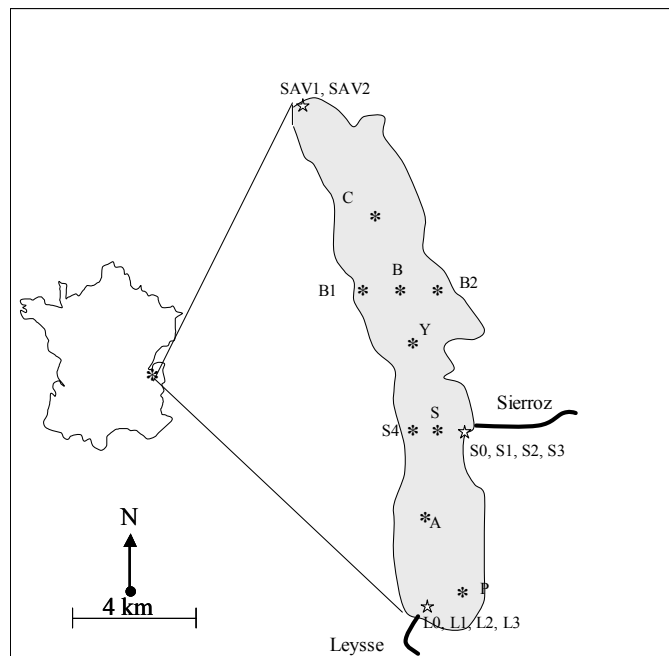 SAV1, SAV2
C
B
B1
B2
Y
Sierroz
S
S4
S0, S1, S2, S3
N
A
P
4 km
L0, L1, L2, L3
Leysse